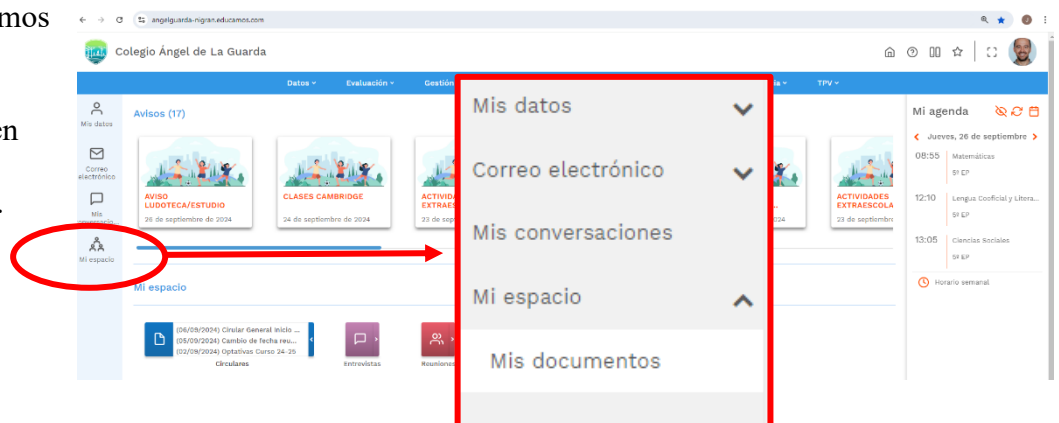 mos
en
.
angelguarda-nigran.educamos.com
Colegio Ángel de La Guarda
Datos
Evaluación
Gestión
TPV
Mis datos
Correo electrónico
Mis
Mi espacio
Avisos (17)
AVISO LUDOTECA/ESTUDIO
26 de septiembre de 2024
CLASES CAMBRIDGE
24 de septiembre de 2024
ACTIVIDA
EXTRAES
23 de sep
ACTIVIDADES
EXTRAESCOLA
23 de septiembre
Mi espacio
(06/09/2024) Cirular General Inicio ...
(05/09/2024) Cambio de fecha reu...
(02/09/2024) Optativas Curso 24-25
Circulares
Entrevistas
Reuniones
Mis datos
Correo electrónico
Mis conversaciones
Mi espacio
Mis documentos
Mi agenda
Jueves, 26 de septiembre
08:55 Matemáticas
5º EP
12:10 Lengua Cooficial y Litera...
5º EP
13:05 Ciencias Sociales
5º EP
Horario semanal